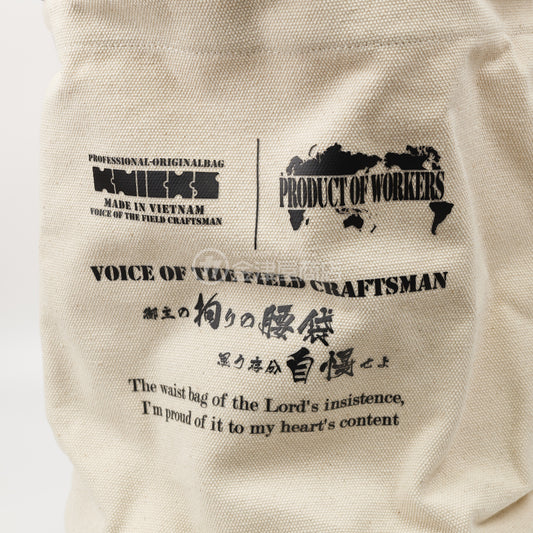 PROFESSIONAL-ORIGINALBAG
KNICKS
MADE IN VIETNAM
VOICE OF THE FIELD CRAFTSMAN
PRODUCT OF WORKERS
VOICE OF THE FIELD CRAFTSMAN
御主の拘りの腰袋
思う存分自慢せよ
The waist bag of the Lord's insistence,
I'm proud of it to my heart's content